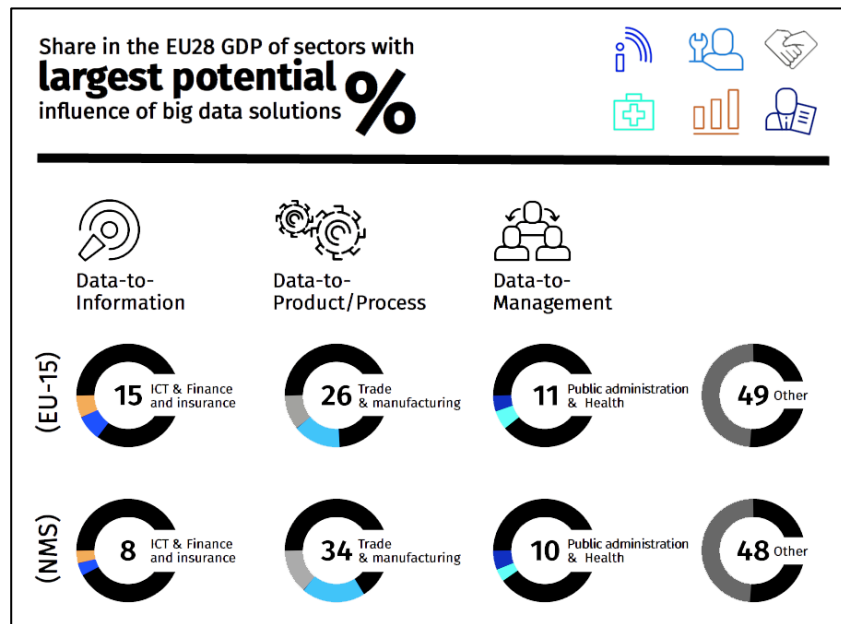 Share in the EU28 GDP of sectors with
largest potential %
influence of big data solutions
Data-to-
Information
Data-to-
Product/Process
Data-to-
Management
(EU-15)
15 ICT & Finance
and insurance
26 Trade
& manufacturing
11 Public administration
& Health
49 Other
(NMS)
8 ICT & Finance
and insurance
34 Trade
& manufacturing
10 Public administration
& Health
48 Other